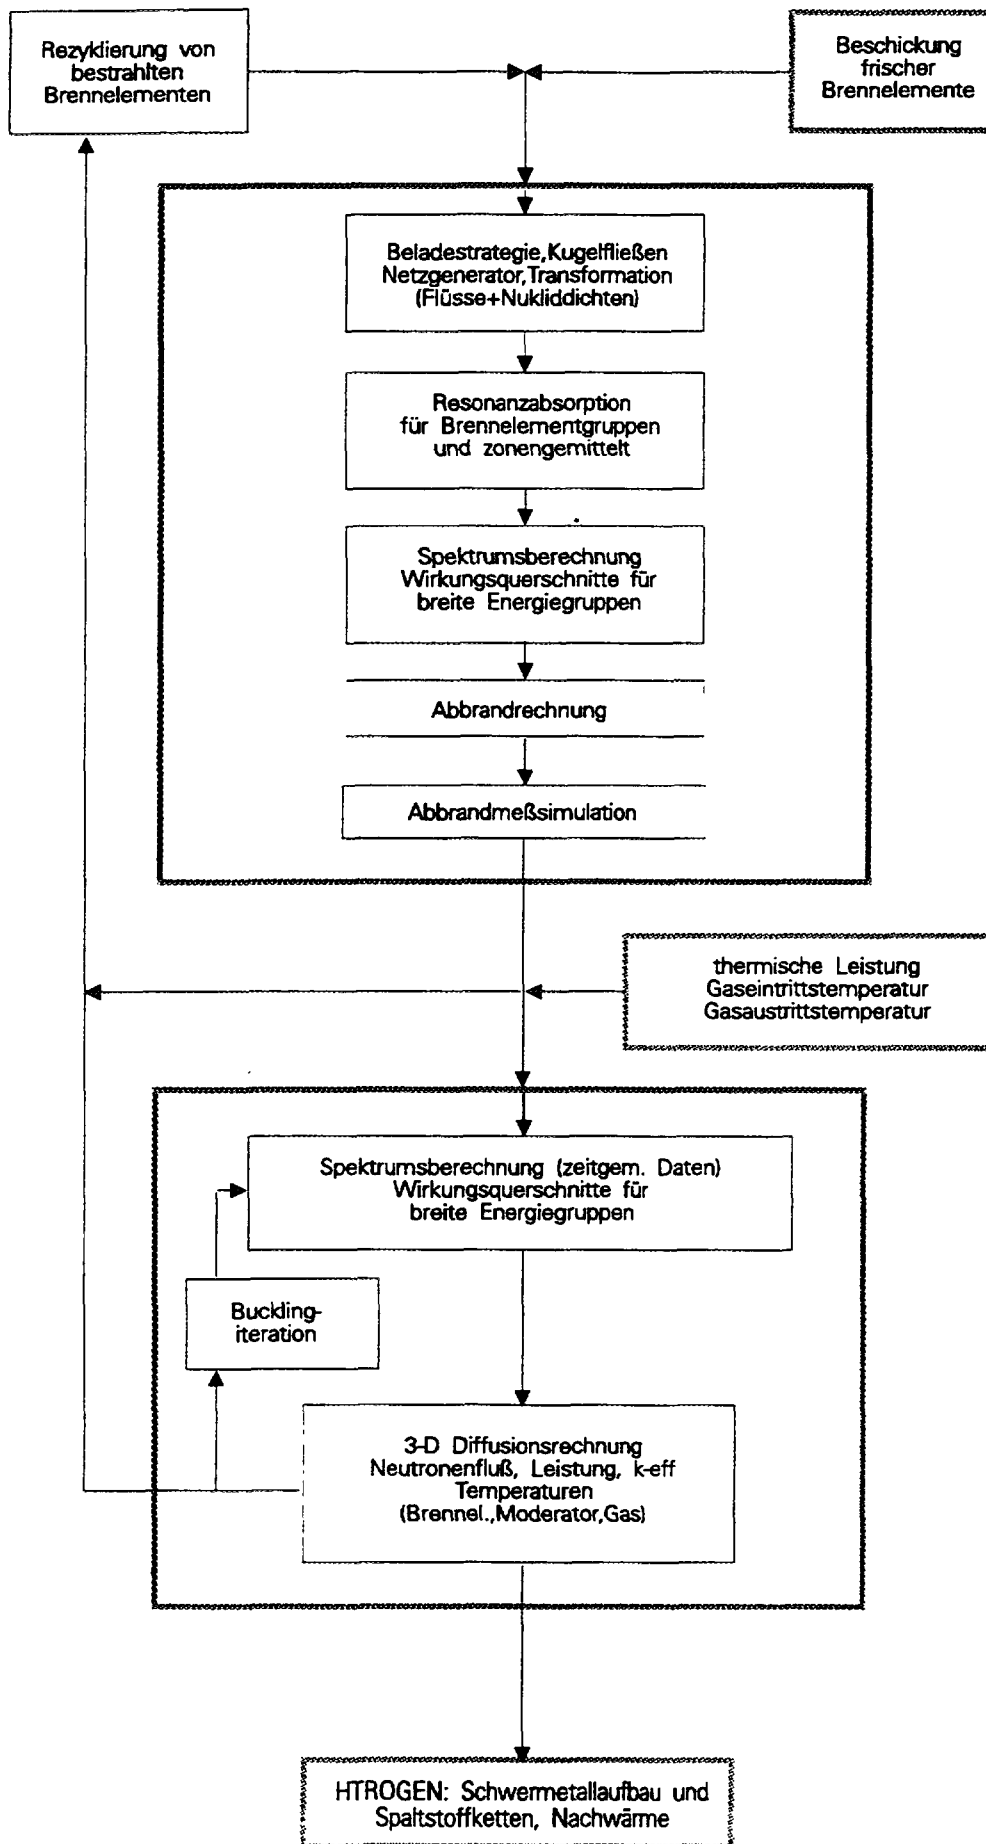 Rezyklierung von
bestrahlten
Brennelementen
Beschickung
frischer
Brennelemente
Beladestrategie,Kugelfließen
Netzgenerator,Transformation
(Flüsse+Nukliddichten)
Resonanzabsorption
für Brennelementgruppen
und zonengemittelt
Spektrumsberechnung
Wirkungsquerschnitte für
breite Energiegruppen
Abbrandrechnung
Abbrandmeßsimulation
thermische Leistung
Gaseintrittstemperatur
Gasaustrittstemperatur
Spektrumsberechnung (zeitgem. Daten)
Wirkungsquerschnitte für
breite Energiegruppen
Buckling-
iteration
3-D Diffusionsrechnung
Neutronenfluß, Leistung, k-eff
Temperaturen
(Brennel.,Moderator,Gas)
HTROGEN: Schwermetallaufbau und
Spaltstoffketten, Nachwärme